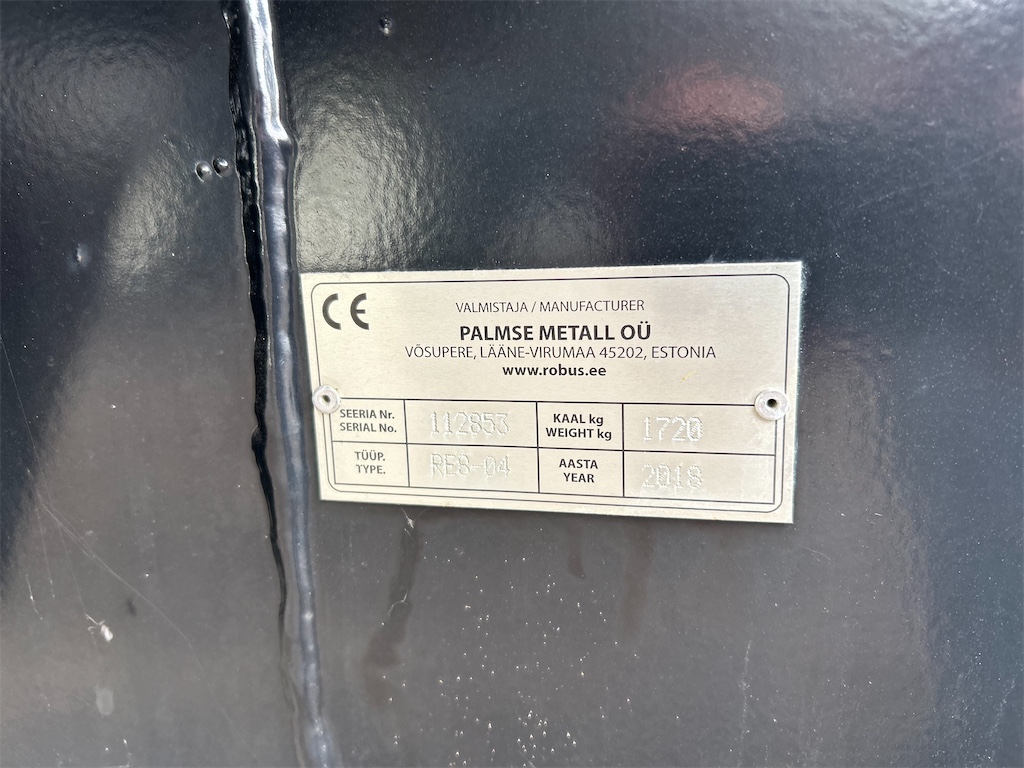 CE
VALMISTAJA / MANUFACTURER
PALMSE METALL OÜ
VÕSUPERE, LÄÄNE-VIRUMAA 45202, ESTONIA
www.robus.ee
SEERIA Nr.
SERIAL No.
112853
KAAL kg
WEIGHT kg
1720
TÜÜP.
TYPE.
RE8-04
AASTA
YEAR
2018